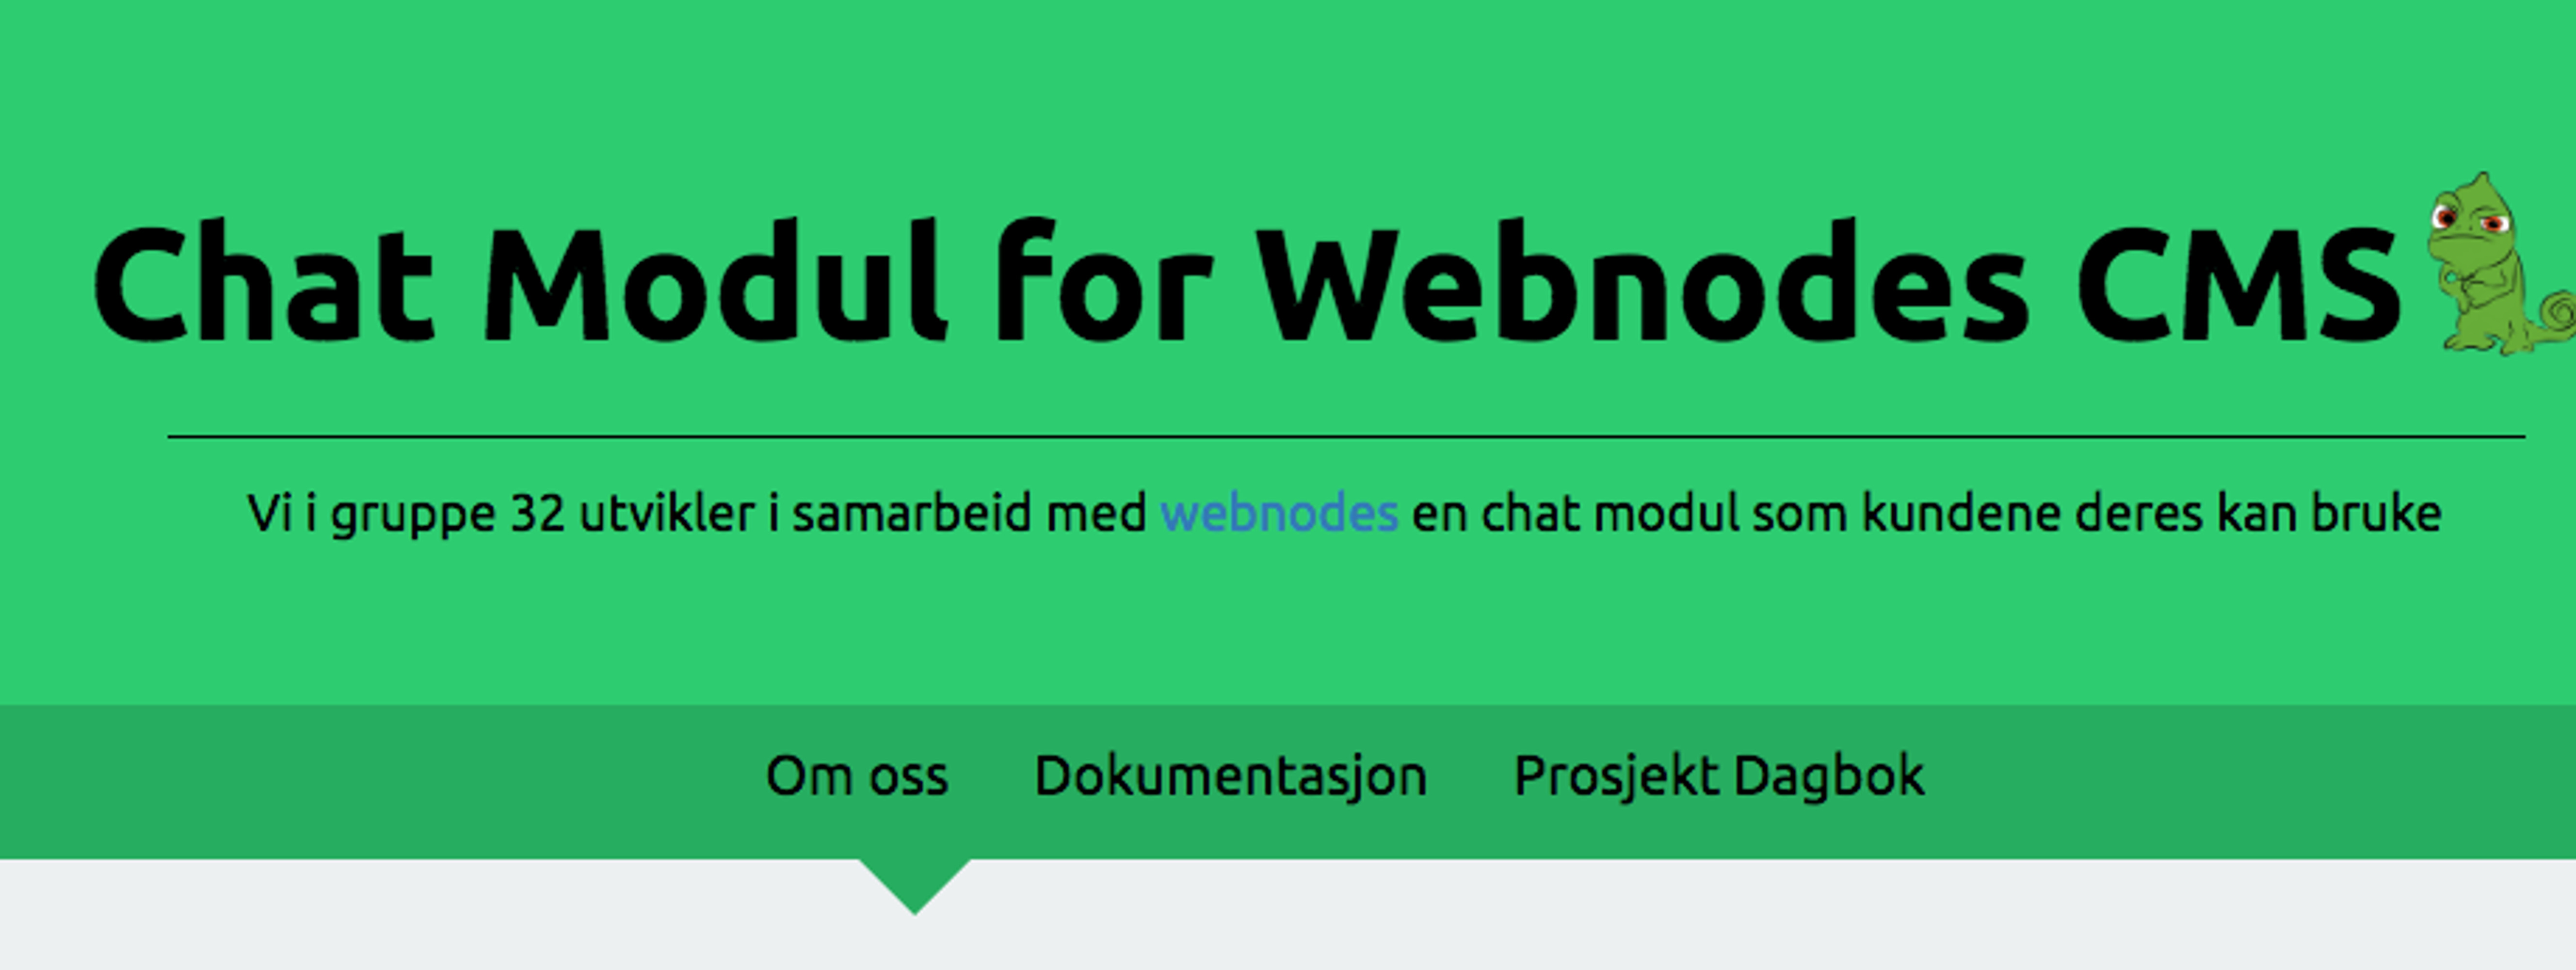 Chat Modul for Webnodes CMS
Vi i gruppe 32 utvikler i samarbeid med webnodes en chat modul som kundene deres kan bruke
Om oss Dokumentasjon Prosjekt Dagbok